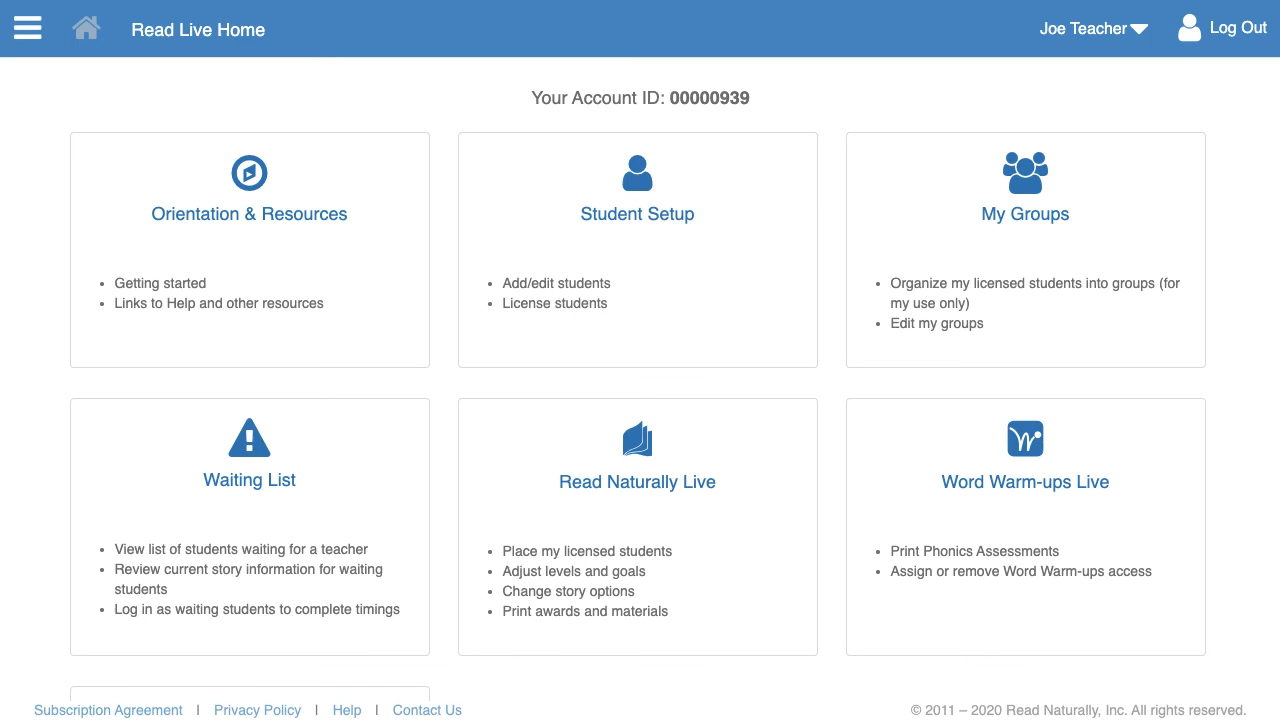 Read Live Home
Joe Teacher
Log Out
Your Account ID: 00000939
Orientation & Resources
• Getting started
• Links to Help and other resources
Student Setup
• Add/edit students
• License students
My Groups
• Organize my licensed students into groups (for
my use only)
• Edit my groups
Waiting List
• View list of students waiting for a teacher
• Review current story information for waiting
students
• Log in as waiting students to complete timings
Read Naturally Live
• Place my licensed students
• Adjust levels and goals
• Change story options
• Print awards and materials
Word Warm-ups Live
• Print Phonics Assessments
• Assign or remove Word Warm-ups access
Subscription Agreement | Privacy Policy | Help | Contact Us
© 2011 – 2020 Read Naturally, Inc. All rights reserved.